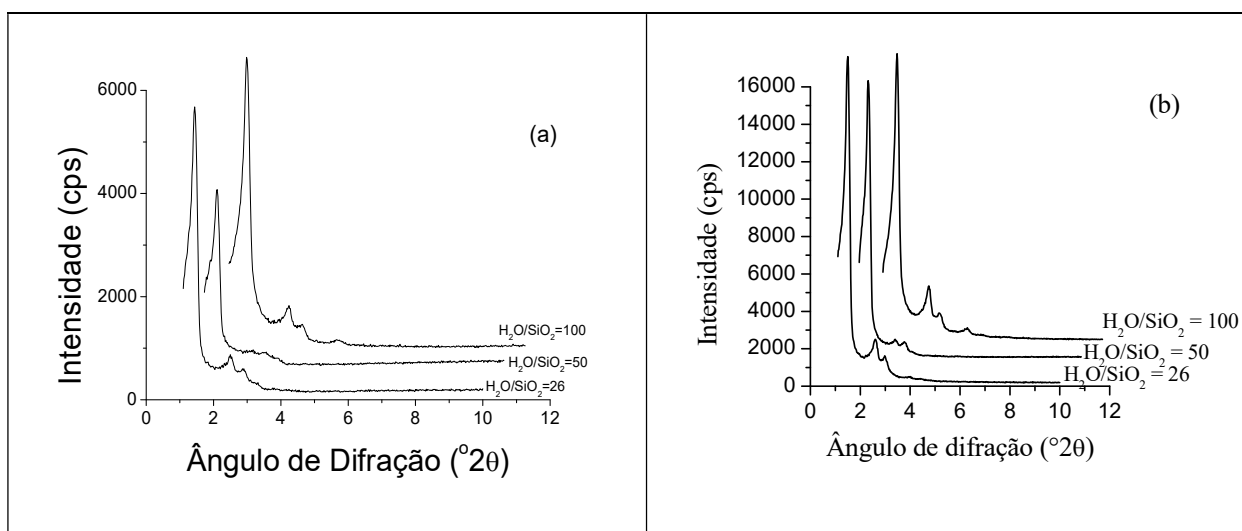 (a)
Intensidade (cps)
6000
4000
2000
0
H₂O/SiO₂=100
H₂O/SiO₂=50
H₂O/SiO₂=26
0 2 4 6 8 10 12
Ângulo de Difração (º2θ)
(b)
Intensidade (cps)
16000
14000
12000
10000
8000
6000
4000
2000
0
H₂O/SiO₂ = 100
H₂O/SiO₂ = 50
H₂O/SiO₂ = 26
0 2 4 6 8 10 12
Ângulo de difração (°2θ)